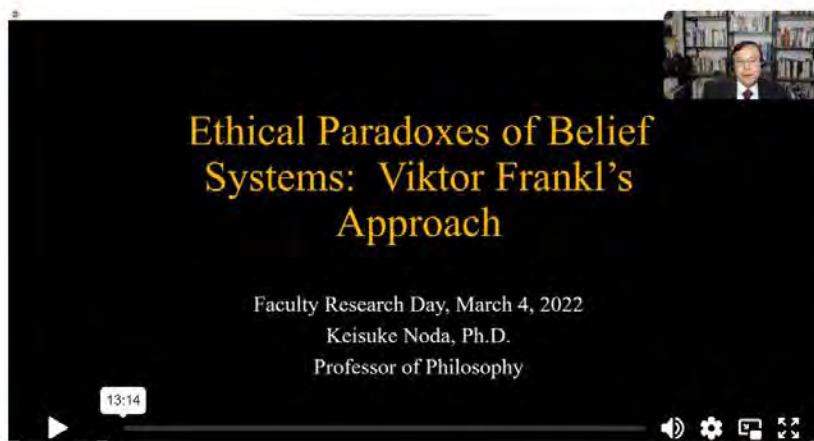 Ethical Paradoxes of Belief
Systems: Viktor Frankl's
Approach
Faculty Research Day, March 4, 2022
Keisuke Noda, Ph.D.
Professor of Philosophy
13:14